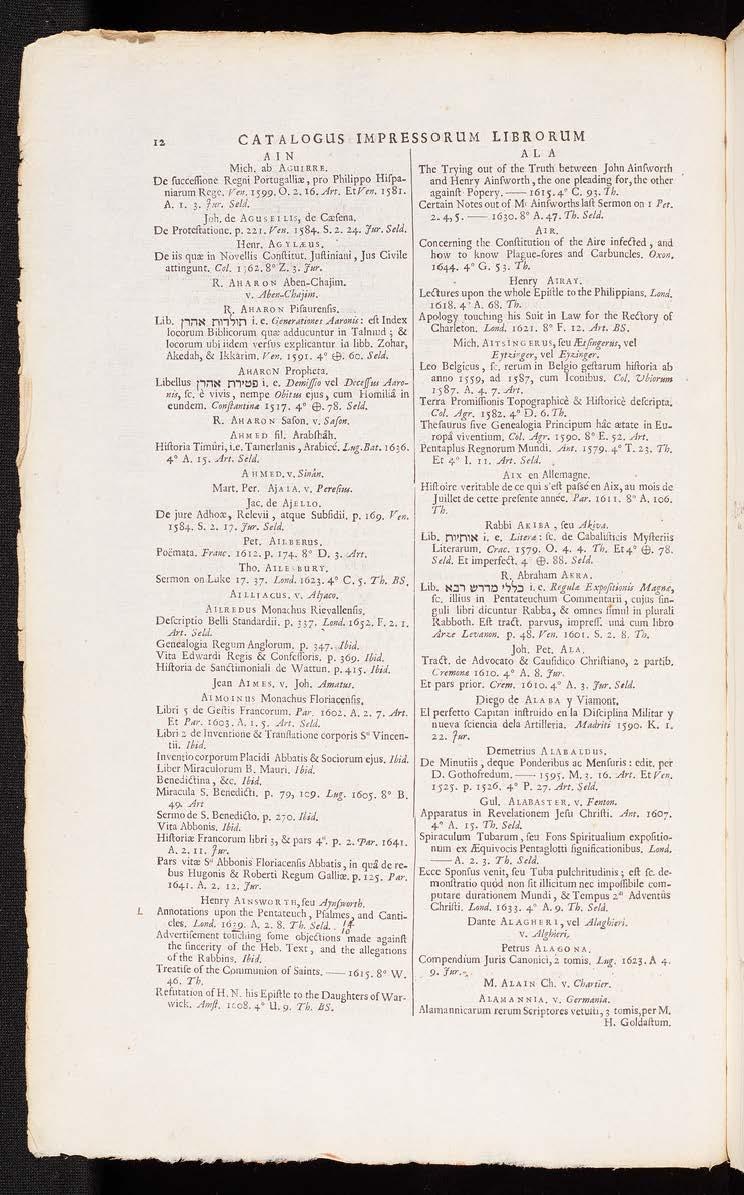 12
CATALOGUS IMPRESSORUM LIBRORUM
AIN
Mich. ab AGUIRRE.
De ſucceſſione Regni Portugalliæ, pro Philippo Hiſpa-
niarum Rege. Ven. 1599. O. 2. 16. Art. Et Ven. 1581.
A. 1. 3. Jur. Seld.
Joh. de AGUSEILIS, de Cæſena.
De Proteſtatione. p. 221. Ven. 1584. S. 2. 24. Jur. Seld.
Henr. AGYLÆUS.
De iis quæ in Novellis Conſtitut. Juſtiniani, Jus Civile
attingunt. Col. 1562. 8° Z. 3. Jur.
R. AHARON Aben-Chajim.
v. Aben-Chajim.
R. AHARON Piſaurenſis.
Lib. תולדות אהרן i. e. Generationes Aaronis: eſt Index
locorum Biblicorum quæ adducuntur in Talmud; &
locorum ubi iidem verſus explicantur in libb. Zohar,
Akedah, & Ikkarim. Ven. 1591. 4° ⊕. 60. Seld.
AHARON Propheta.
Libellus פטירת אהרן i. e. Demiſſio vel Deceſſus Aaro-
nis, ſc. è vivis, nempe Obitus ejus, cum Homiliâ in
eundem. Conſtantinæ 1517. 4° ⊕. 78. Seld.
R. AHARON Saſon. v. Saſon.
AHMED fil. Arabſhâh.
Hiſtoria Timûri, i.e. Tamerlanis, Arabicé. Lug. Bat. 1636.
4° A. 15. Art. Seld.
AHMED. v. Sinân.
Mart. Per. AJALA. v. Pereſius.
Jac. de AJELLO.
De jure Adhoæ, Relevii, atque Subſidii. p. 169. Ven.
1584. S. 2. 17. Jur. Seld.
Pet. AILBERUS.
Poëmata. Franc. 1612. p. 174. 8° D. 3. Art.
Tho. AILESBURY.
Sermon on Luke 17. 37. Lond. 1623. 4° C. 5. Th. BS.
AILLIACUS. v. Alyaco.
AILREDUS Monachus Rievallenſis.
Deſcriptio Belli Standardii. p. 337. Lond. 1652. F. 2. 1.
Art. Seld.
Genealogia Regum Anglorum. p. 347. Ibid.
Vita Edwardi Regis & Confeſſoris. p. 369. Ibid.
Hiſtoria de Sanctimoniali de Wattun. p. 415. Ibid.
Jean AIMES. v. Joh. Amatus.
AIMOINUS Monachus Floriacenſis.
Libri 5 de Geſtis Francorum. Par. 1602. A. 2. 7. Art.
Et Par. 1603. A. 1. 5. Art. Seld.
Libri 2 de Inventione & Tranſlatione corporis Sti Vincen-
tii. Ibid.
Inventio corporum Placidi Abbatis & Sociorum ejus. Ibid.
Liber Miraculorum B. Mauri. Ibid.
Benedictina, &c. Ibid.
Miracula S. Benedicti. p. 79, 109. Lug. 1605. 8° B.
49. Art
Sermo de S. Benedicto. p. 270. Ibid.
Vita Abbonis. Ibid.
Hiſtoriæ Francorum libri 3, & pars 4ti. p. 2. Par. 1641.
A. 2. 11. Jur.
Pars vitæ Sti Abbonis Floriacenſis Abbatis, in quâ de re-
bus Hugonis & Roberti Regum Galliæ. p. 125. Par.
1641. A. 2. 12. Jur.
Henry AINSWORTH, ſeu Aynſworth.
L Annotations upon the Pentateuch, Pſalmes, and Canti-
cles. Lond. 1639. A. 2. 8. Th. Seld.
Advertiſement touching ſome objections made againſt
the ſincerity of the Heb. Text, and the allegations
of the Rabbins. Ibid.
Treatiſe of the Communion of Saints. —— 1615. 8° W.
46. Th.
Refutation of H. N. his Epiſtle to the Daughters of War-
wick. Amſt. 1608. 4° U. 9. Th. BS.
ALA
The Trying out of the Truth between John Ainſworth
and Henry Ainſworth, the one pleading for, the other
againſt Popery. —— 1615. 4° C. 93. Th.
Certain Notes out of Mr Ainſworths laſt Sermon on 1 Pet.
2. 4, 5. —— 1630. 8° A. 47. Th. Seld.
AIR.
Concerning the Conſtitution of the Aire infected, and
how to know Plague-ſores and Carbuncles. Oxon.
1644. 4° G. 53. Th.
Henry AIRAY.
Lectures upon the whole Epiſtle to the Philippians. Lond.
1618. 4° A. 68. Th.
Apology touching his Suit in Law for the Rectory of
Charleton. Lond. 1621. 8° F. 12. Art. BS.
Mich. AITSINGERUS, ſeu Ætſingerus, vel
Eytzinger, vel Eyzinger.
Leo Belgicus, ſc. rerum in Belgio geſtarum hiſtoria ab
anno 1559, ad 1587, cum Iconibus. Col. Ubiorum
1587. A. 4. 7. Art.
Terra Promiſſionis Topographicè & Hiſtoricè deſcripta.
Col. Agr. 1582. 4° D. 6. Th.
Theſaurus ſive Genealogia Principum hâc ætate in Eu-
ropâ viventium. Col. Agr. 1590. 8° E. 52. Art.
Pentaplus Regnorum Mundi. Ant. 1579. 4° T. 23. Th.
Et 4° I. 11. Art. Seld.
AIX en Allemagne.
Hiſtoire veritable de ce qui s'eſt paſsé en Aix, au mois de
Juillet de cette preſente année. Par. 1611. 8° A. 106.
Th.
Rabbi AKIBA, ſeu Akiva.
Lib. אותיות i. e. Literæ: ſc. de Cabaliſticis Myſteriis
Literarum. Crac. 1579. O. 4. 4. Th. Et 4° ⊕. 78.
Seld. Et imperfect. 4° ⊕. 88. Seld.
R. Abraham AKRA.
Lib. כללי מדרש רבא i. e. Regulæ Expoſitionis Magnæ,
ſc. illius in Pentateuchum Commentarii, cujus ſin-
guli libri dicuntur Rabba, & omnes ſimul in plurali
Rabboth. Eſt tract. parvus, impreſſ. unà cum libro
Arze Levanon. p. 48. Ven. 1601. S. 2. 8. Th.
Joh. Pet. ALA.
Tract. de Advocato & Cauſidico Chriſtiano, 2 partib.
Cremonæ 1610. 4° A. 8. Jur.
Et pars prior. Crem. 1610. 4° A. 3. Jur. Seld.
Diego de ALABA y Viamont.
El perfetto Capitan inſtruido en la Diſciplina Militar y
nueva ſciencia dela Artilleria. Madriti 1590. K. 1.
22. Jur.
Demetrius ALABALDUS.
De Minutiis, deque Ponderibus ac Menſuris: edit. per
D. Gothofredum. —— 1595. M. 3. 16. Art. Et Ven.
1525. p. 1526. 4° P. 27. Art. Seld.
Gul. ALABASTER. v. Fenton.
Apparatus in Revelationem Jeſu Chriſti. Ant. 1607.
4° A. 15. Th. Seld.
Spiraculum Tubarum, ſeu Fons Spiritualium expoſitio-
num ex Æquivocis Pentaglotti ſignificationibus. Lond.
—— A. 2. 3. Th. Seld.
Ecce Sponſus venit, ſeu Tuba pulchritudinis; eſt ſc. de-
monſtratio quòd non ſit illicitum nec impoſſibile com-
putare durationem Mundi, & Tempus 2di Adventûs
Chriſti. Lond. 1633. 4° A. 9. Th. Seld.
Dante ALAGHERI, vel Alaghieri.
v. Alghieri.
Petrus ALAGONA.
Compendium Juris Canonici, 2 tomis. Lug. 1623. A 4.
9. Jur.
M. ALAIN Ch. v. Chartier.
ALAMANNIA. v. Germania.
Alamannicarum rerum Scriptores vetuſti, 3 tomis, per M.
H. Goldaſtum.